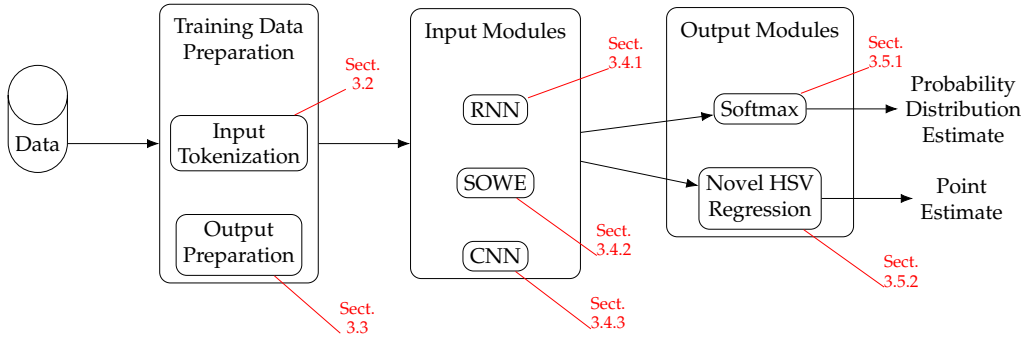 Data
Training Data
Preparation
Sect.
3.2
Input
Tokenization
Output
Preparation
Sect.
3.3
Input Modules
Sect.
3.4.1
RNN
SOWE
Sect.
3.4.2
CNN
Sect.
3.4.3
Output Modules
Sect.
3.5.1
Softmax
Novel HSV
Regression
Sect.
3.5.2
Probability
Distribution
Estimate
Point
Estimate